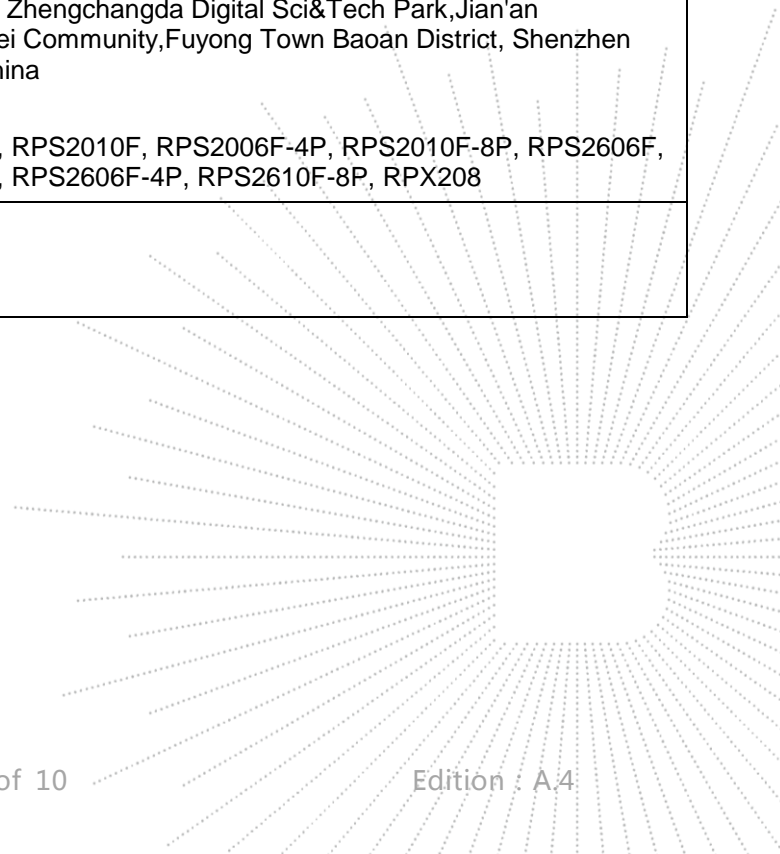 Zhengchangda Digital Sci&Tech Park,Jian'an
ei Community,Fuyong Town Baoan District, Shenzhen
ina
, RPS2010F, RPS2006F-4P, RPS2010F-8P, RPS2606F,
, RPS2606F-4P, RPS2610F-8P, RPX208
of 10
Edition : A.4